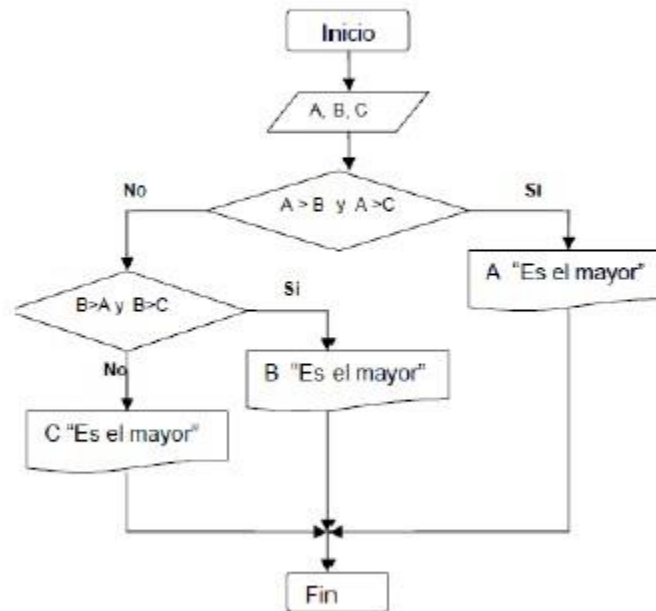 Inicio
A, B, C
No
A > B y A >C
Si
A "Es el mayor"
B>A y B>C
Si
No
B "Es el mayor"
C "Es el mayor"
Fin